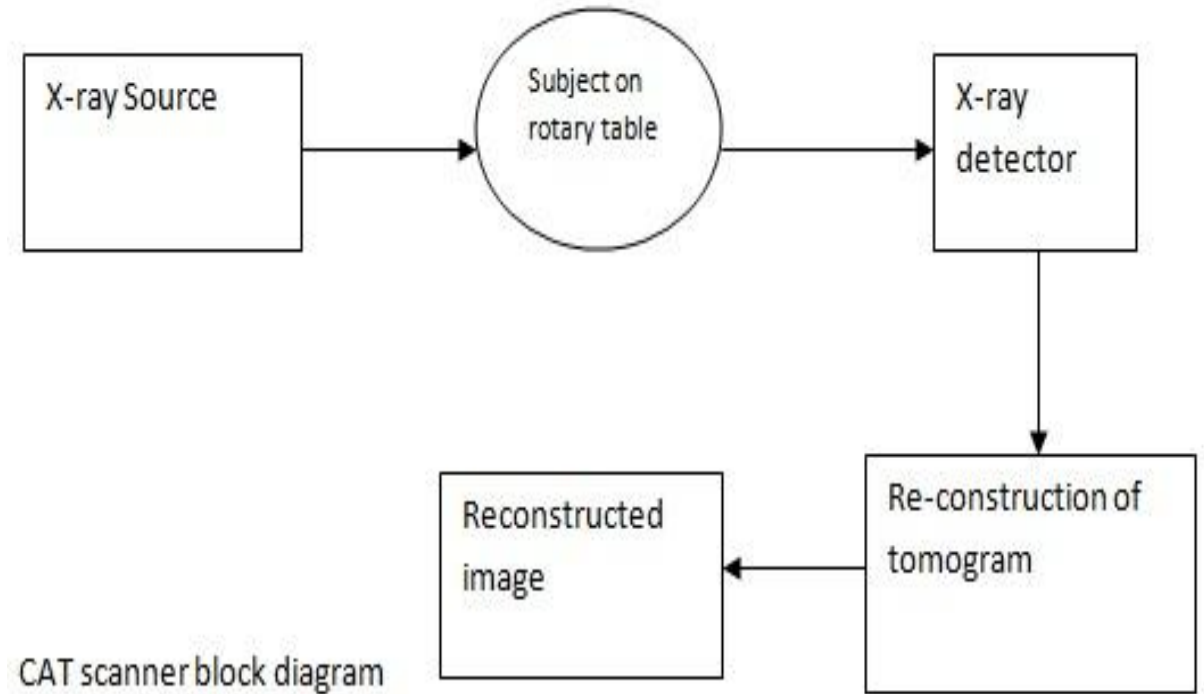 X-ray Source
Subject on
rotary table
X-ray
detector
Re-construction of
tomogram
Reconstructed
image
CAT scanner block diagram